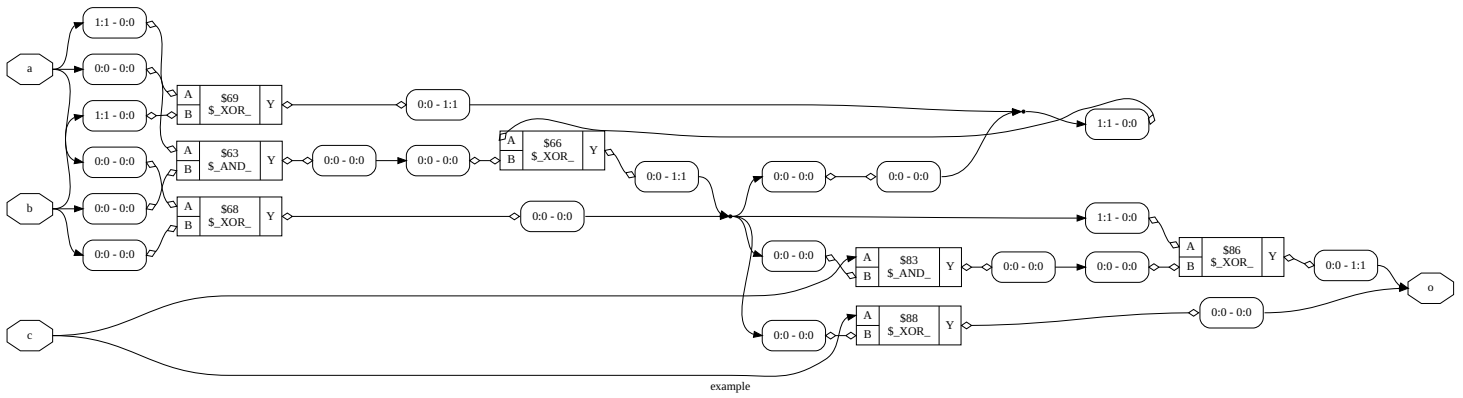 a
b
c
1:1 - 0:0
0:0 - 0:0
1:1 - 0:0
0:0 - 0:0
0:0 - 0:0
0:0 - 0:0
A
B
$69
$_XOR_
Y
A
B
$63
$_AND_
Y
A
B
$68
$_XOR_
Y
0:0 - 1:1
0:0 - 0:0
0:0 - 0:0
A
B
$66
$_XOR_
Y
0:0 - 0:0
0:0 - 1:1
0:0 - 0:0
0:0 - 0:0
0:0 - 0:0
0:0 - 0:0
A
B
$83
$_AND_
Y
A
B
$88
$_XOR_
Y
0:0 - 0:0
1:1 - 0:0
1:1 - 0:0
0:0 - 0:0
A
B
$86
$_XOR_
Y
0:0 - 1:1
0:0 - 0:0
o
example